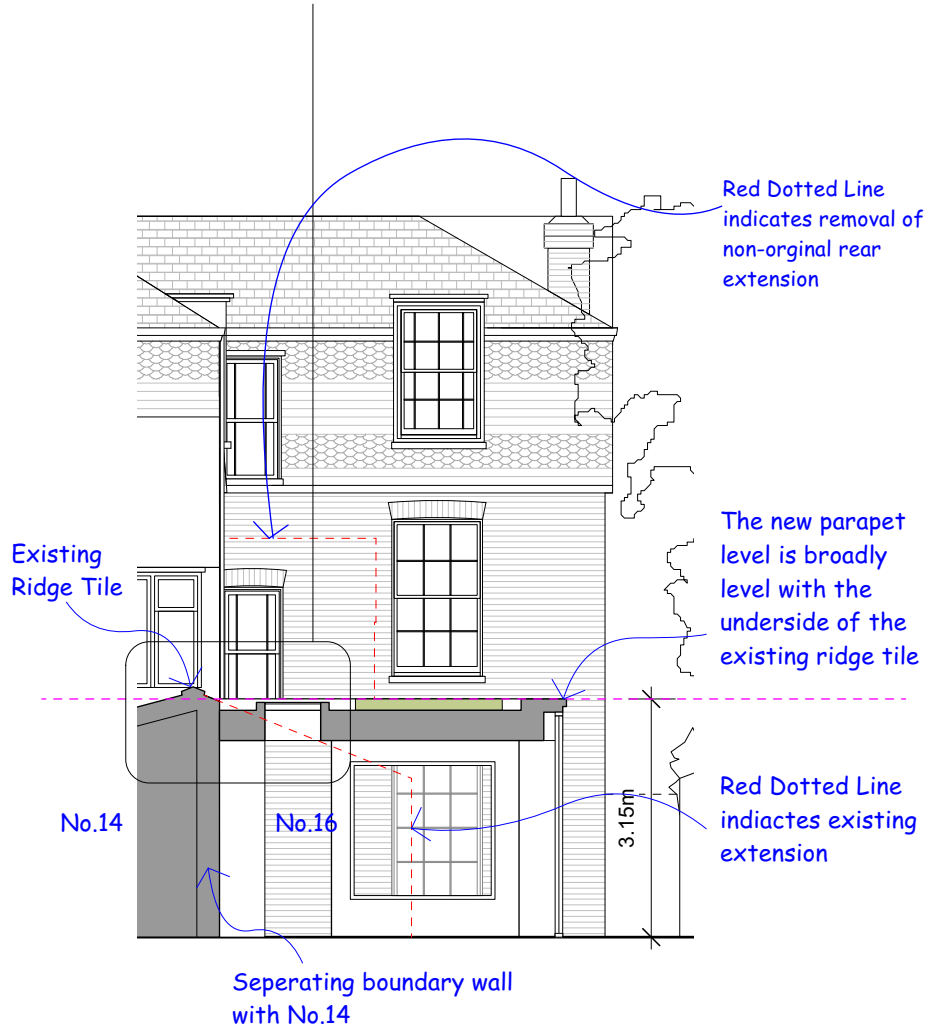 Red Dotted Line
indicates removal of
non-orginal rear
extension
The new parapet
level is broadly
level with the
underside of the
existing ridge tile
Existing
Ridge Tile
No.14
No.16
3.15m
Red Dotted Line
indiactes existing
extension
Seperating boundary wall
with No.14